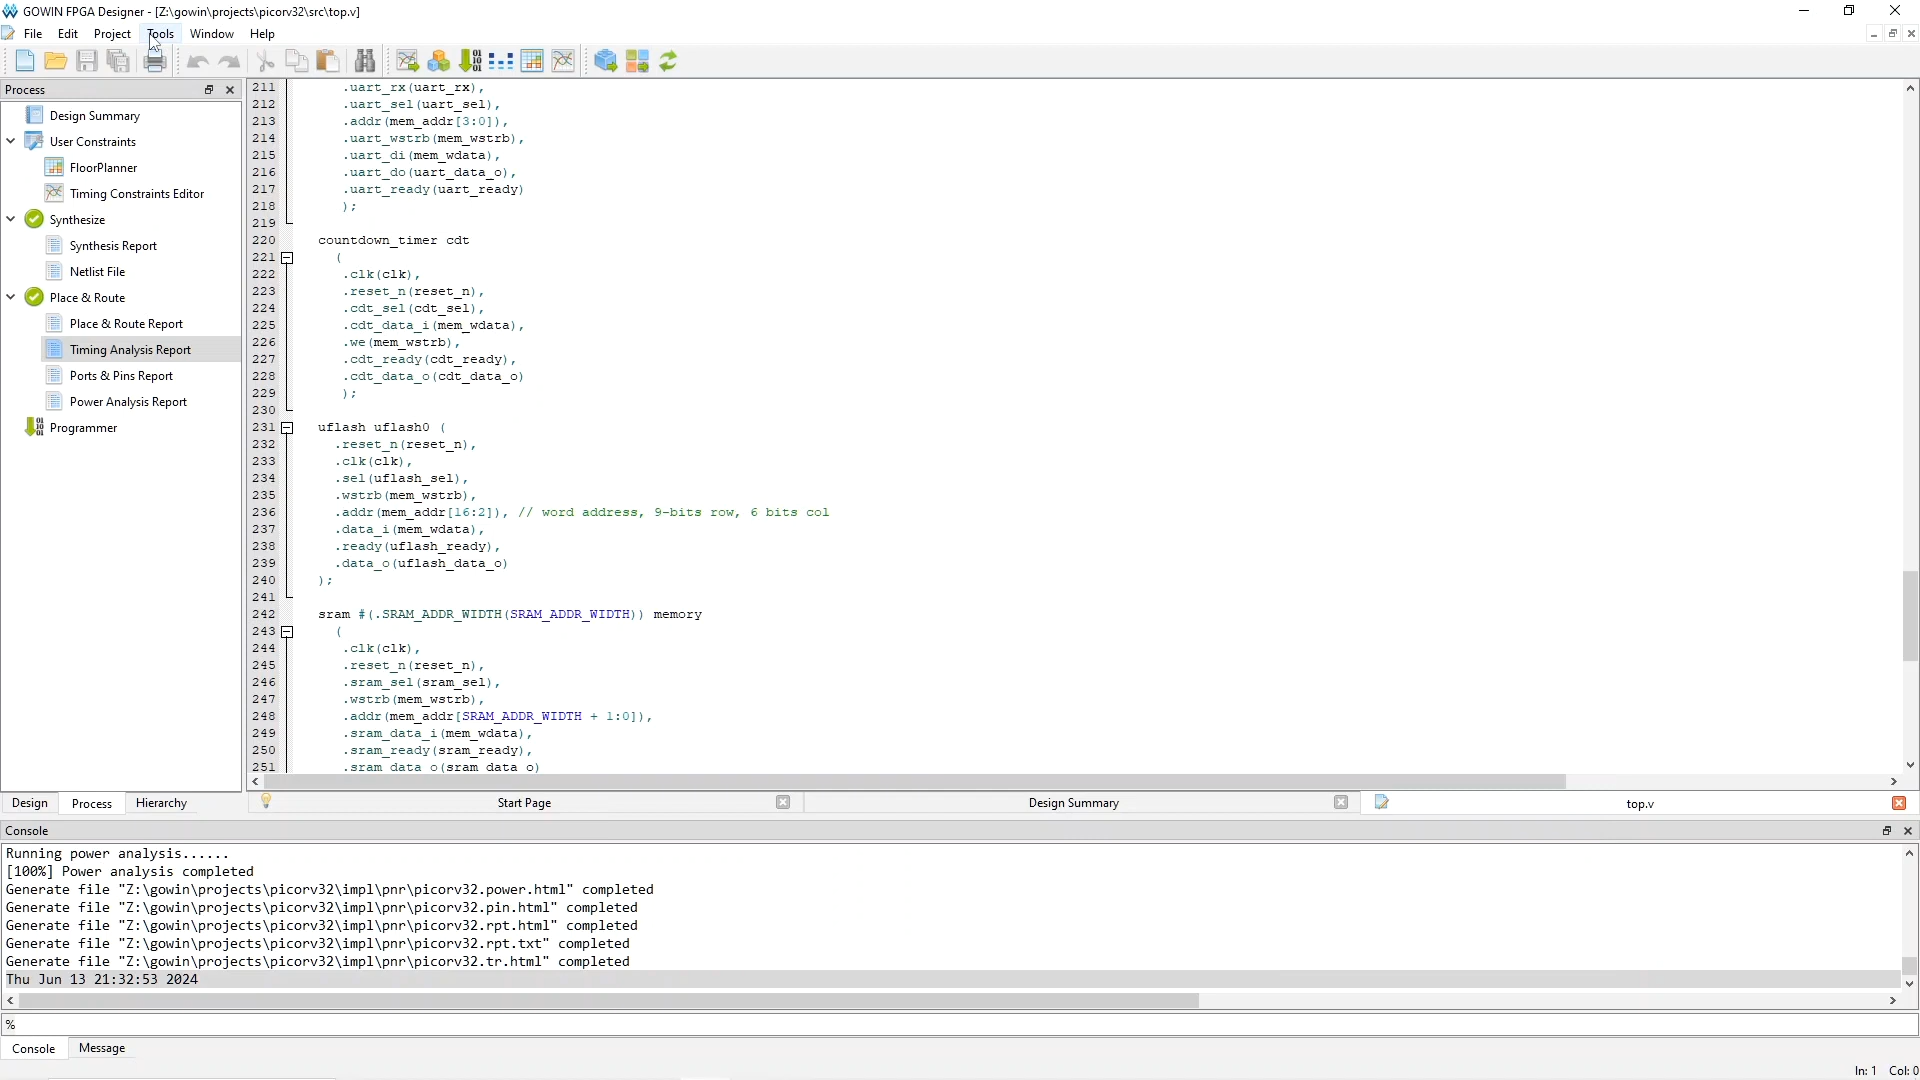 GOWIN FPGA Designer - [Z:\gowin\projects\picorv32\src\top.v]
File Edit Project Tools Window Help
Process
Design Summary
User Constraints
FloorPlanner
Timing Constraints Editor
Synthesize
Synthesis Report
Netlist File
Place & Route
Place & Route Report
Timing Analysis Report
Ports & Pins Report
Power Analysis Report
Programmer
211 .uart_rx(uart_rx),
212 .uart_sel(uart_sel),
213 .addr(mem_addr[3:0]),
214 .uart_wstrb(mem_wstrb),
215 .uart_di(mem_wdata),
216 .uart_do(uart_data_o),
217 .uart_ready(uart_ready)
218 );
219
220 countdown_timer cdt
221 (
222 .clk(clk),
223 .reset_n(reset_n),
224 .cdt_sel(cdt_sel),
225 .cdt_data_i(mem_wdata),
226 .we(mem_wstrb),
227 .cdt_ready(cdt_ready),
228 .cdt_data_o(cdt_data_o)
229 );
230
231 uflash uflash0 (
232 .reset_n(reset_n),
233 .clk(clk),
234 .sel(uflash_sel),
235 .wstrb(mem_wstrb),
236 .addr(mem_addr[16:2]), // word address, 9-bits row, 6 bits col
237 .data_i(mem_wdata),
238 .ready(uflash_ready),
239 .data_o(uflash_data_o)
240 );
241
242 sram #(.SRAM_ADDR_WIDTH(SRAM_ADDR_WIDTH)) memory
243 (
244 .clk(clk),
245 .reset_n(reset_n),
246 .sram_sel(sram_sel),
247 .wstrb(mem_wstrb),
248 .addr(mem_addr[SRAM_ADDR_WIDTH + 1:0]),
249 .sram_data_i(mem_wdata),
250 .sram_ready(sram_ready),
251 .sram_data_o(sram_data_o)
Design Process Hierarchy
Start Page Design Summary top.v
Console
Running power analysis......
[100%] Power analysis completed
Generate file "Z:\gowin\projects\picorv32\impl\pnr\picorv32.power.html" completed
Generate file "Z:\gowin\projects\picorv32\impl\pnr\picorv32.pin.html" completed
Generate file "Z:\gowin\projects\picorv32\impl\pnr\picorv32.rpt.html" completed
Generate file "Z:\gowin\projects\picorv32\impl\pnr\picorv32.rpt.txt" completed
Generate file "Z:\gowin\projects\picorv32\impl\pnr\picorv32.tr.html" completed
Thu Jun 13 21:32:53 2024
%
Console Message
In: 1 Col: 0